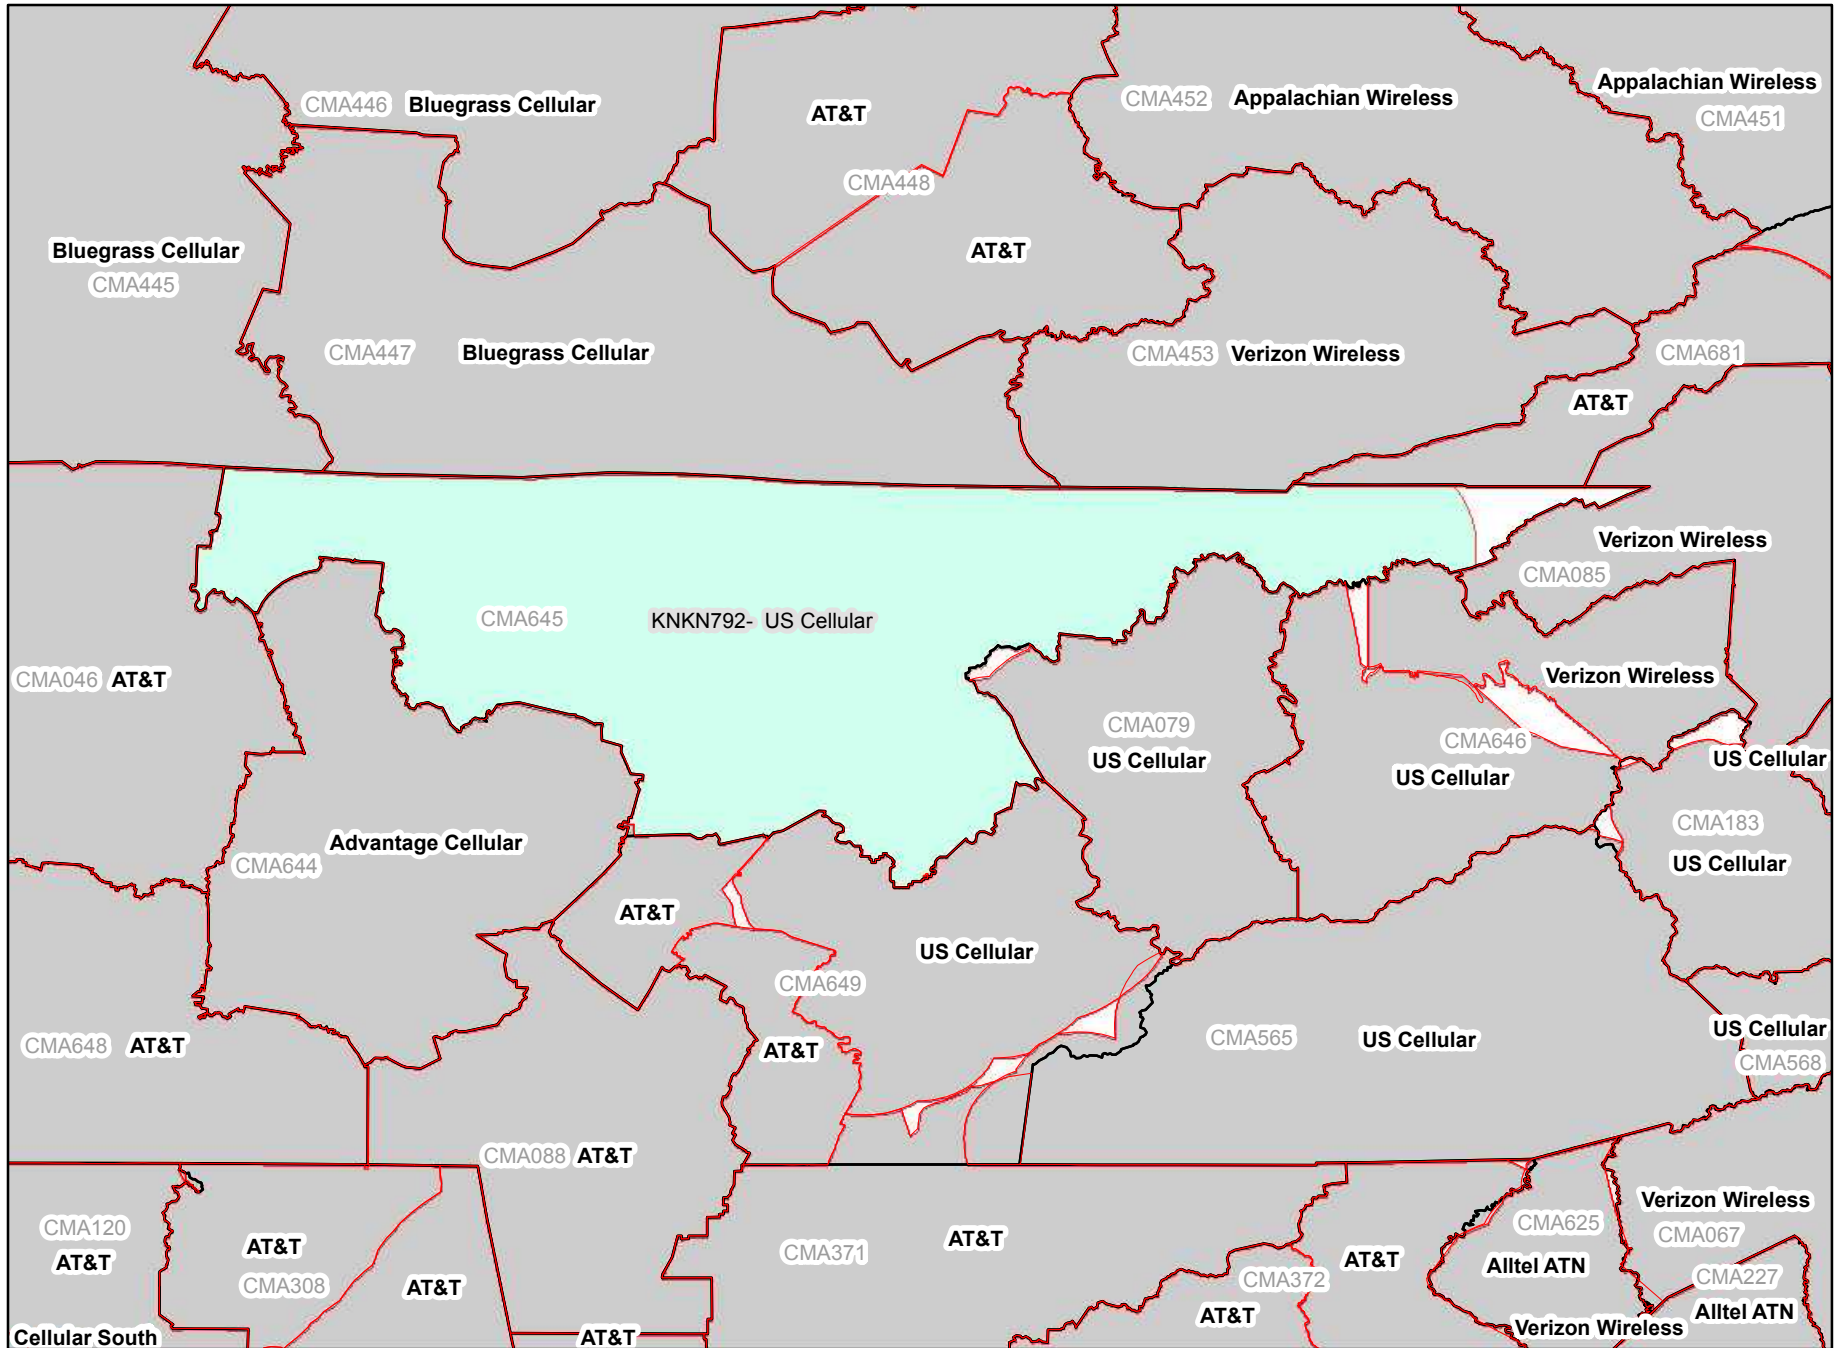 Appalachian Wireless
CMA451
CMA446 Bluegrass Cellular
AT&T
CMA452 Appalachian Wireless
CMA448
Bluegrass Cellular
CMA445
AT&T
CMA447 Bluegrass Cellular
CMA453 Verizon Wireless
CMA681
AT&T
Verizon Wireless
CMA085
CMA645
KNKN792- US Cellular
CMA046 AT&T
Verizon Wireless
CMA079
US Cellular
CMA646
US Cellular
US Cellular
CMA183
US Cellular
Advantage Cellular
CMA644
AT&T
US Cellular
CMA649
CMA648 AT&T
AT&T
CMA565 US Cellular
US Cellular
CMA568
CMA088 AT&T
CMA120
AT&T
AT&T
CMA308
AT&T
CMA371
AT&T
CMA372
AT&T
AT&T
CMA625
Alltel ATN
Verizon Wireless
CMA067
CMA227
Alltel ATN
Verizon Wireless
Cellular South
AT&T